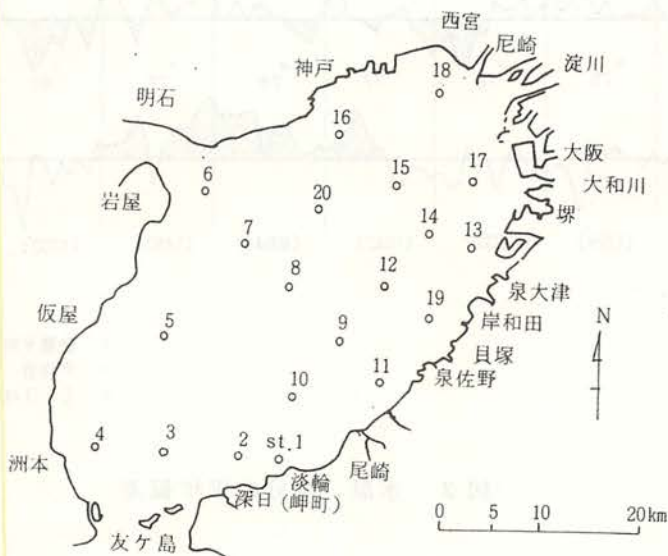 西宮
尼崎
神戸
淀川
18
明石
16
大阪
6
15
17
大和川
岩屋
20
堺
14
13
7
8
12
泉大津
仮屋
19
岸和田
N
5
9
貝塚
泉佐野
11
10
4
3
2
st.1
洲本
尾崎
淡輪
深日(岬町)
友ケ島
0 5 10 20km